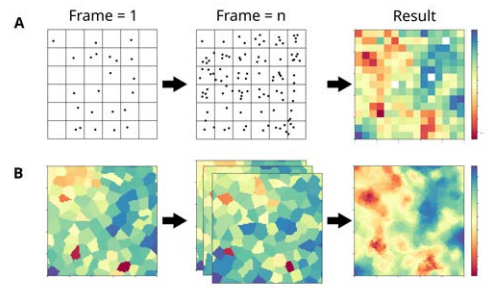 Frame = 1
Frame = n
Result
A
B